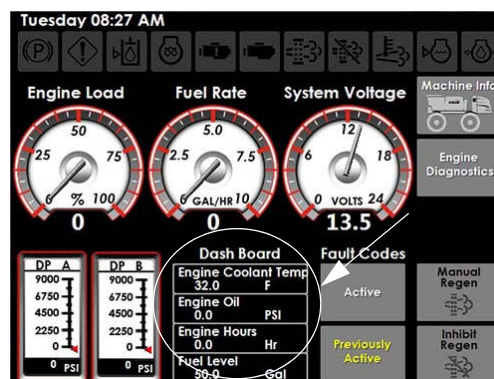 Tuesday 08:27 AM
Engine Load
Fuel Rate
System Voltage
Machine Info
50
25
75
0 % 100
0
5.0
2.5
7.5
0 GAL/HR 10
0
12
6
18
0 VOLTS 24
13.5
Engine
Diagnostics
DP A
9000
6750
4500
2250
0
0 PSI
DP B
9000
6750
4500
2250
0
0 PSI
Dash Board
Engine Coolant Temp
32.0 F
Engine Oil
0.0 PSI
Engine Hours
0.0 Hr
Fuel Level
50.0 Gal
Fault Codes
Active
Previously
Active
Manual
Regen
Inhibit
Regen